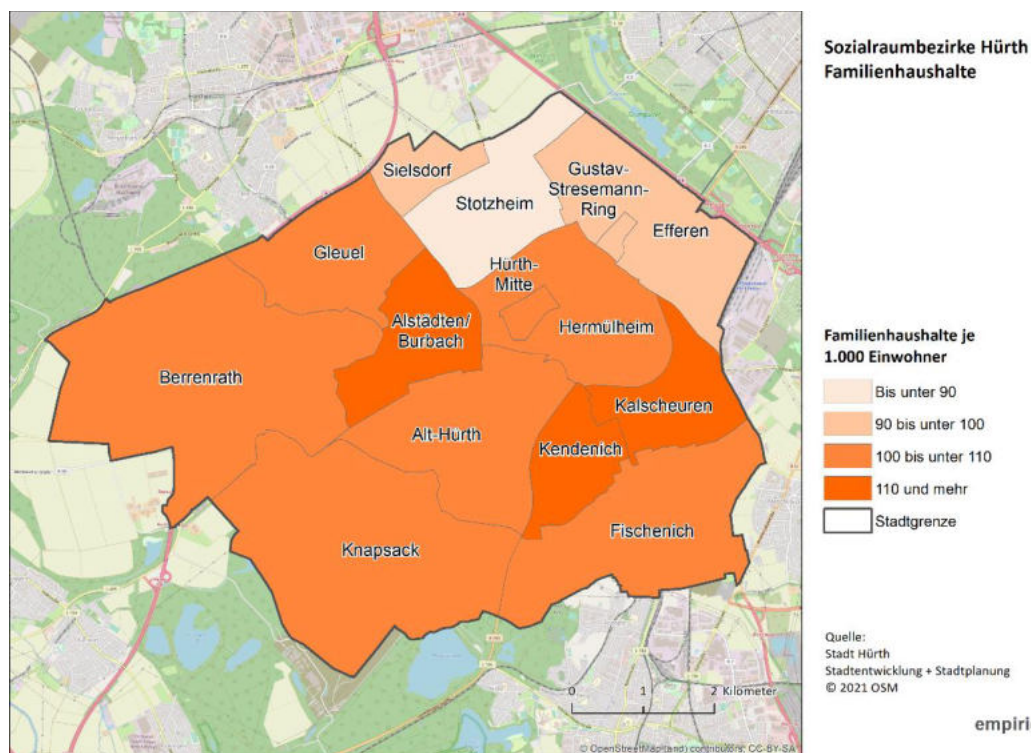 Sozialraumbezirke Hürth
Familienhaushalte
Sielsdorf
Stotzheim
Gustav-
Stresemann-
Ring
Efferen
Gleuel
Hürth-
Mitte
Alstädten/
Burbach
Hermülheim
Berrenrath
Kalscheuren
Alt-Hürth
Kendenich
Fischenich
Knapsack
Familienhaushalte je
1.000 Einwohner
Bis unter 90
90 bis unter 100
100 bis unter 110
110 und mehr
Stadtgrenze
Quelle:
Stadt Hürth
Stadtentwicklung + Stadtplanung
© 2021 OSM
0 1 2 Kilometer
empiri
© OpenStreetMap(and) contributors, CC-BY-SA